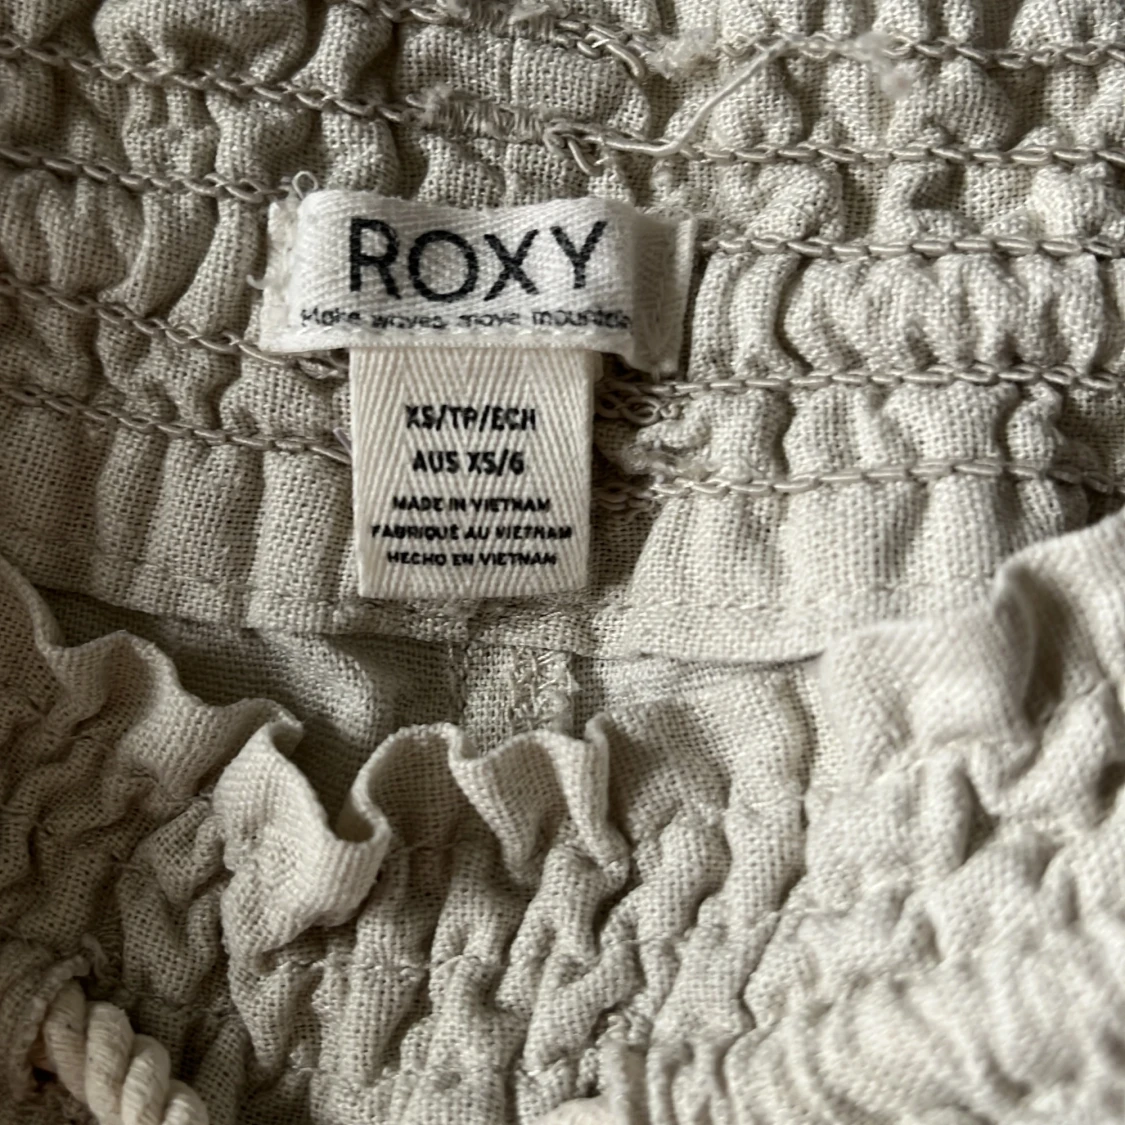 ROXY
Make waves, move mountains
XS/TP/ECH
AUS XS/6
MADE IN VIETNAM
FABRIQUÉ AU VIETNAM
HECHO EN VIETNAM